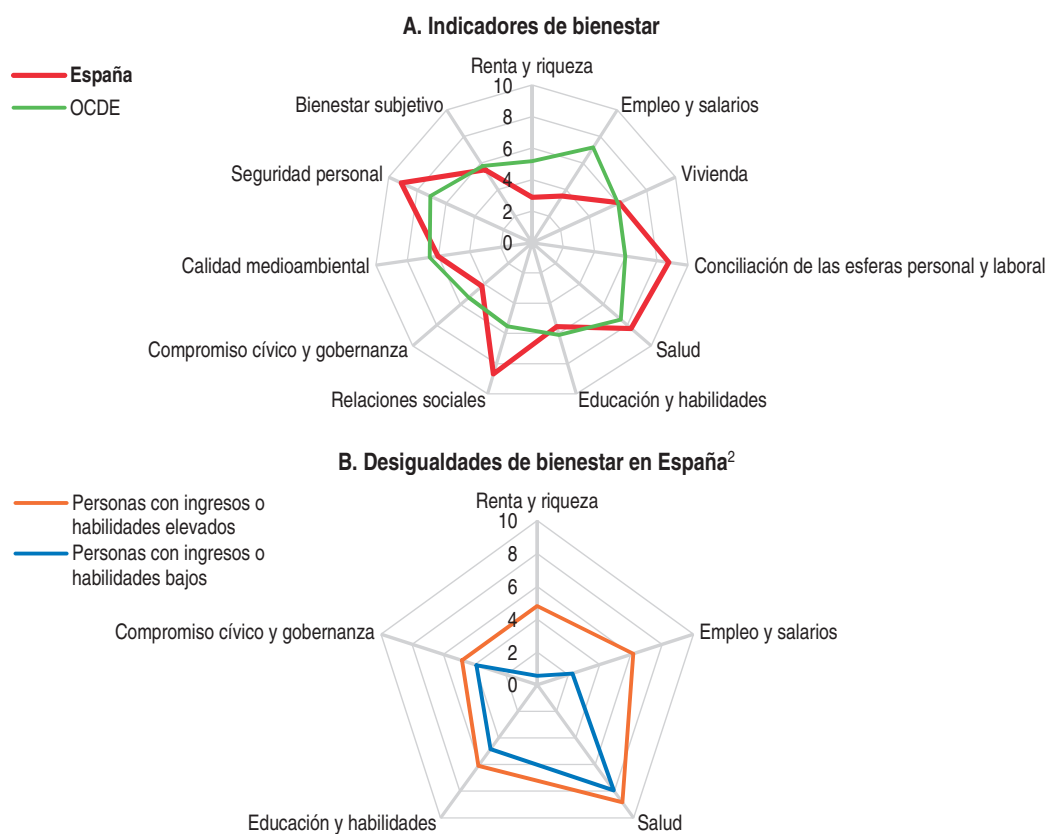 A. Indicadores de bienestar
España
OCDE
Renta y riqueza
Empleo y salarios
Vivienda
Conciliación de las esferas personal y laboral
Salud
Educación y habilidades
Relaciones sociales
Compromiso cívico y gobernanza
Calidad medioambiental
Seguridad personal
Bienestar subjetivo
10
8
6
4
2
0
B. Desigualdades de bienestar en España²
Personas con ingresos o
habilidades elevados
Personas con ingresos o
habilidades bajos
Renta y riqueza
Empleo y salarios
Salud
Educación y habilidades
Compromiso cívico y gobernanza
10
8
6
4
2
0